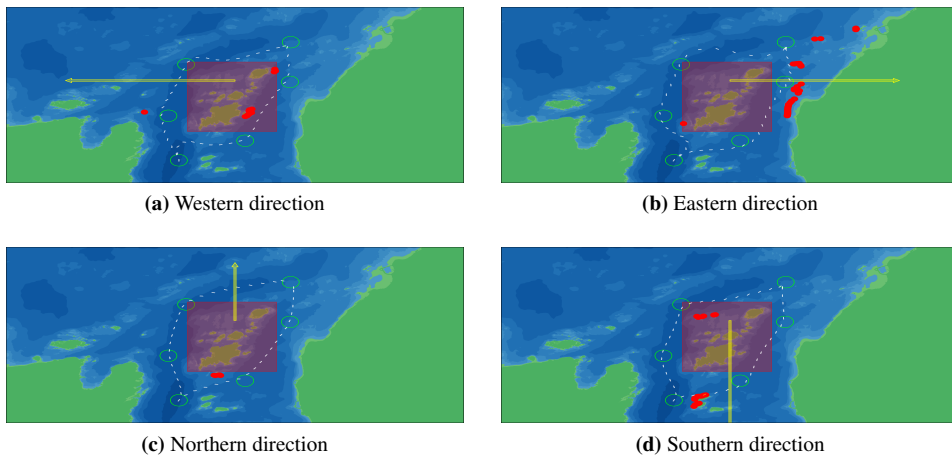 (a) Western direction
(b) Eastern direction
(c) Northern direction
(d) Southern direction